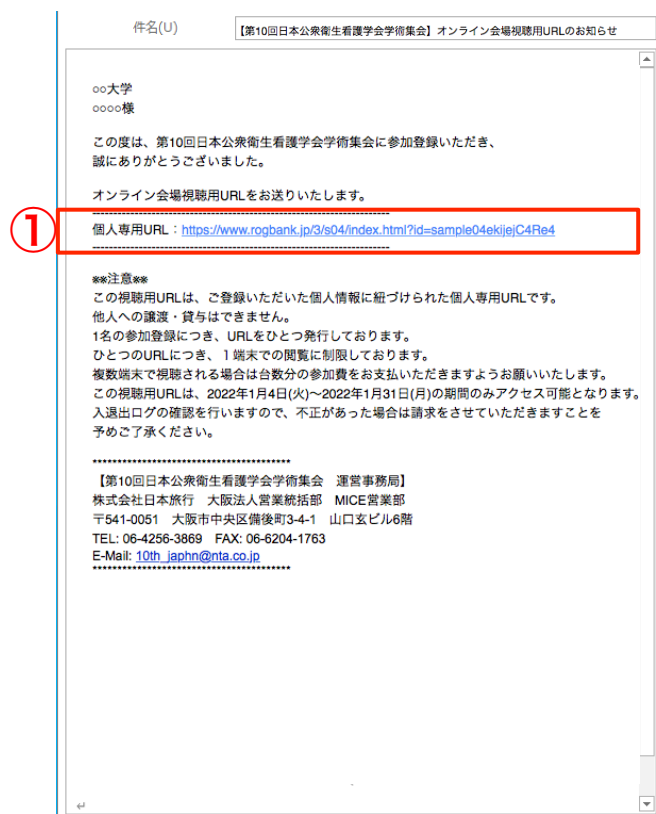 件名(U)
【第10回日本公衆衛生看護学会学術集会】オンライン会場視聴用URLのお知らせ
○○大学
○○○○様
この度は、第10回日本公衆衛生看護学会学術集会に参加登録いただき、
誠にありがとうございました。
オンライン会場視聴用URLをお送りいたします。
------------------------------------------------------------------
①
個人専用URL：https://www.rogbank.jp/3/s04/index.html?id=sample04ekijejC4Re4
------------------------------------------------------------------
**注意**
この視聴用URLは、ご登録いただいた個人情報に紐づけられた個人専用URLです。
他人への譲渡・貸与はできません。
1名の参加登録につき、URLをひとつ発行しております。
ひとつのURLにつき、１端末での閲覧に制限しております。
複数端末で視聴される場合は台数分の参加費をお支払いただきますようお願いいたします。
この視聴用URLは、2022年1月4日(火)〜2022年1月31日(月)の期間のみアクセス可能となります。
入退出ログの確認を行いますので、不正があった場合は請求をさせていただきますことを
予めご了承ください。
****************************************
【第10回日本公衆衛生看護学会学術集会　運営事務局】
株式会社日本旅行　大阪法人営業統括部　MICE営業部
〒541-0051　大阪市中央区備後町3-4-1　山口玄ビル6階
TEL: 06-4256-3869　FAX: 06-6204-1763
E-Mail: 10th_japhn@nta.co.jp
****************************************